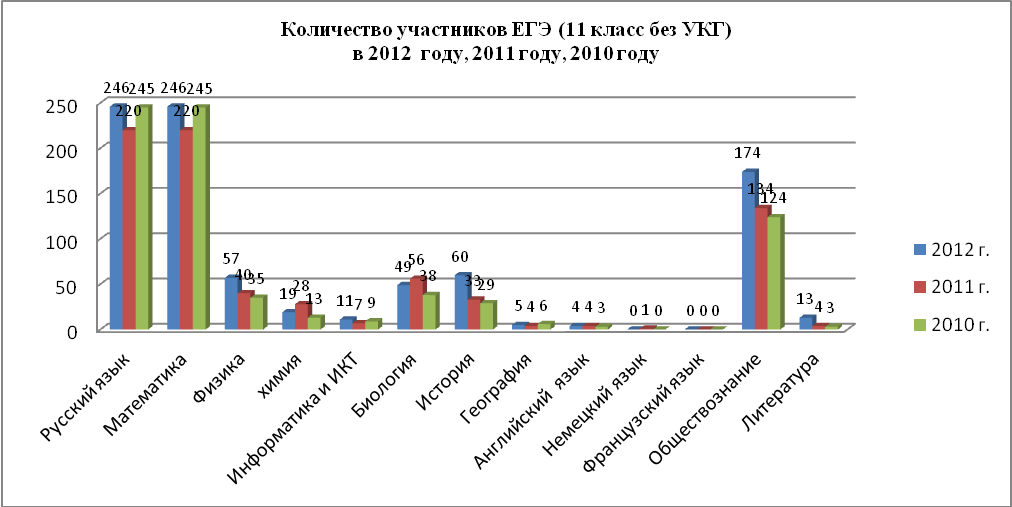 Количество участников ЕГЭ (11 класс без УКГ)
в 2012 году, 2011 году, 2010 году
246 220 245
246 220 245
57 40 35
19 28 13
11 7 9
49 56 38
60 33 29
5 4 6
4 4 3
0 1 0
0 0 0
174 134 124
13 4 3
250
200
150
100
50
0
2012 г.
2011 г.
2010 г.
Русский язык
Математика
Физика
химия
Информатика и ИКТ
Биология
История
География
Английский язык
Немецкий язык
Французский язык
Обществознание
Литература